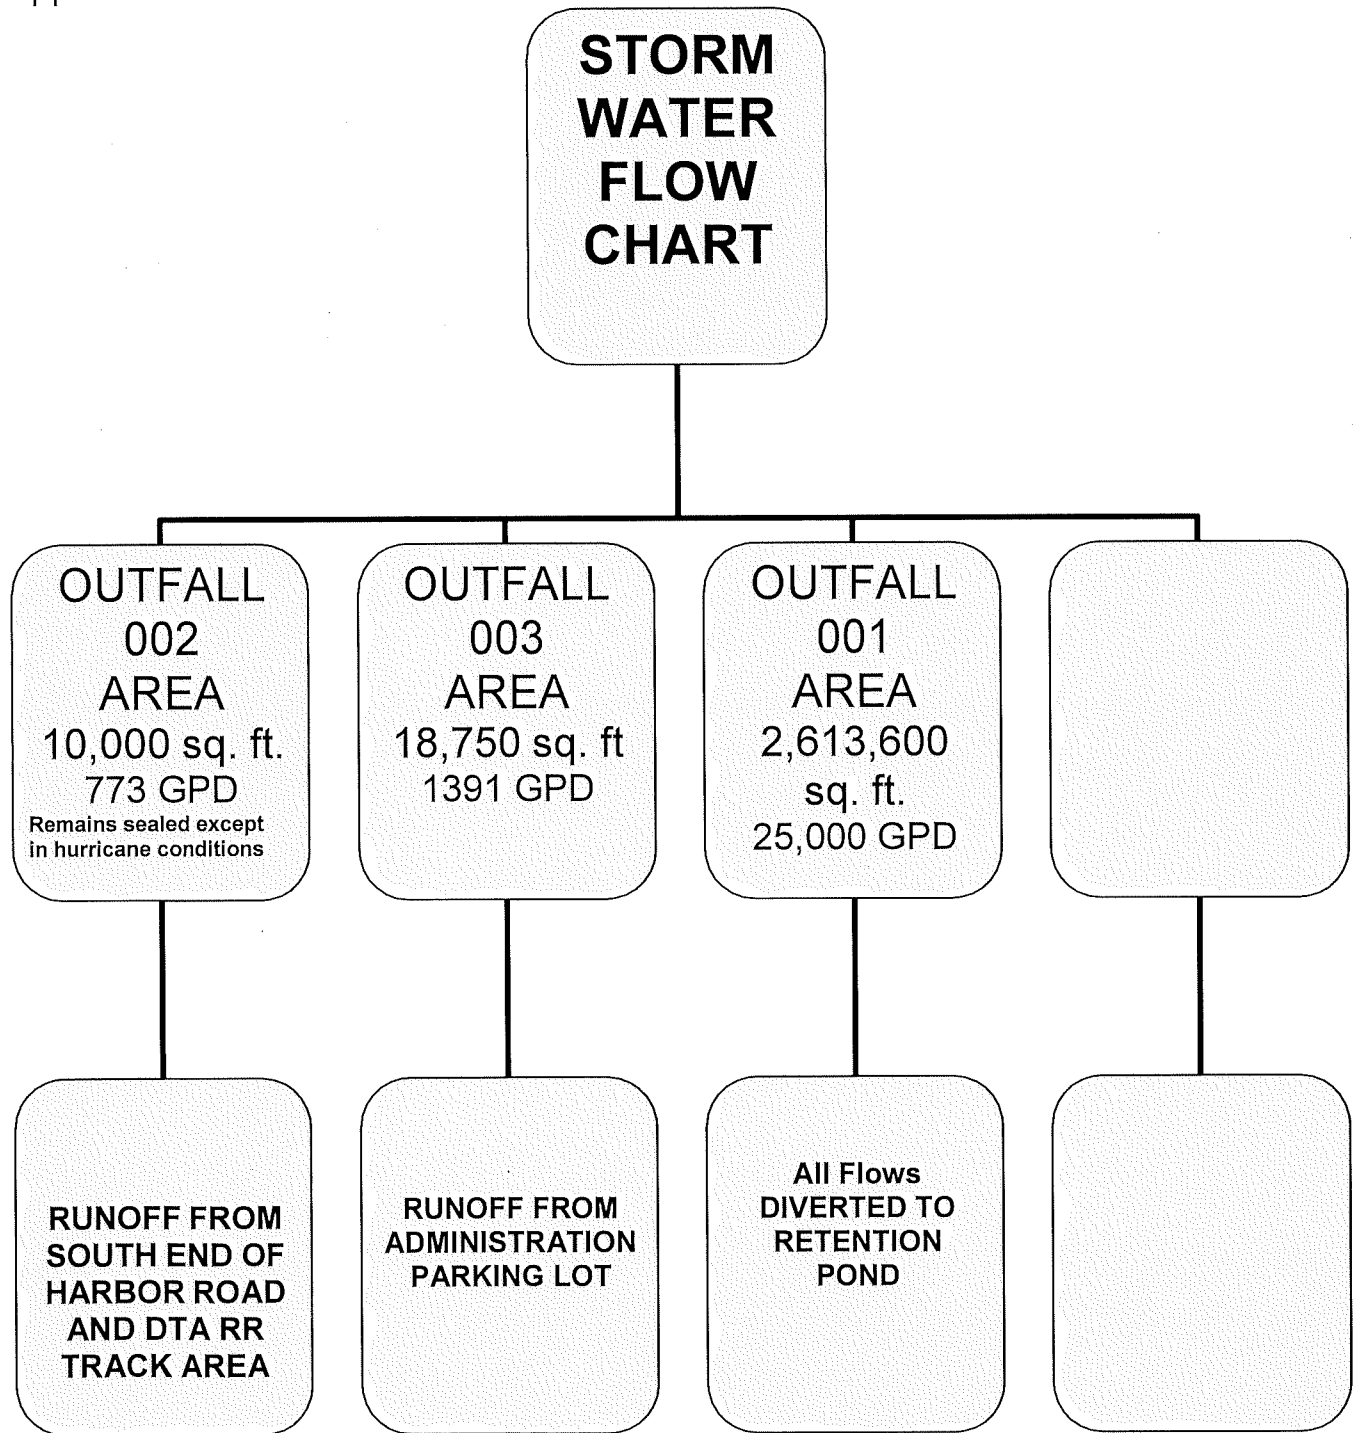 STORM
WATER
FLOW
CHART
OUTFALL
002
AREA
10,000 sq. ft.
773 GPD
Remains sealed except
in hurricane conditions
OUTFALL
003
AREA
18,750 sq. ft
1391 GPD
OUTFALL
001
AREA
2,613,600
sq. ft.
25,000 GPD
RUNOFF FROM
SOUTH END OF
HARBOR ROAD
AND DTA RR
TRACK AREA
RUNOFF FROM
ADMINISTRATION
PARKING LOT
All Flows
DIVERTED TO
RETENTION
POND